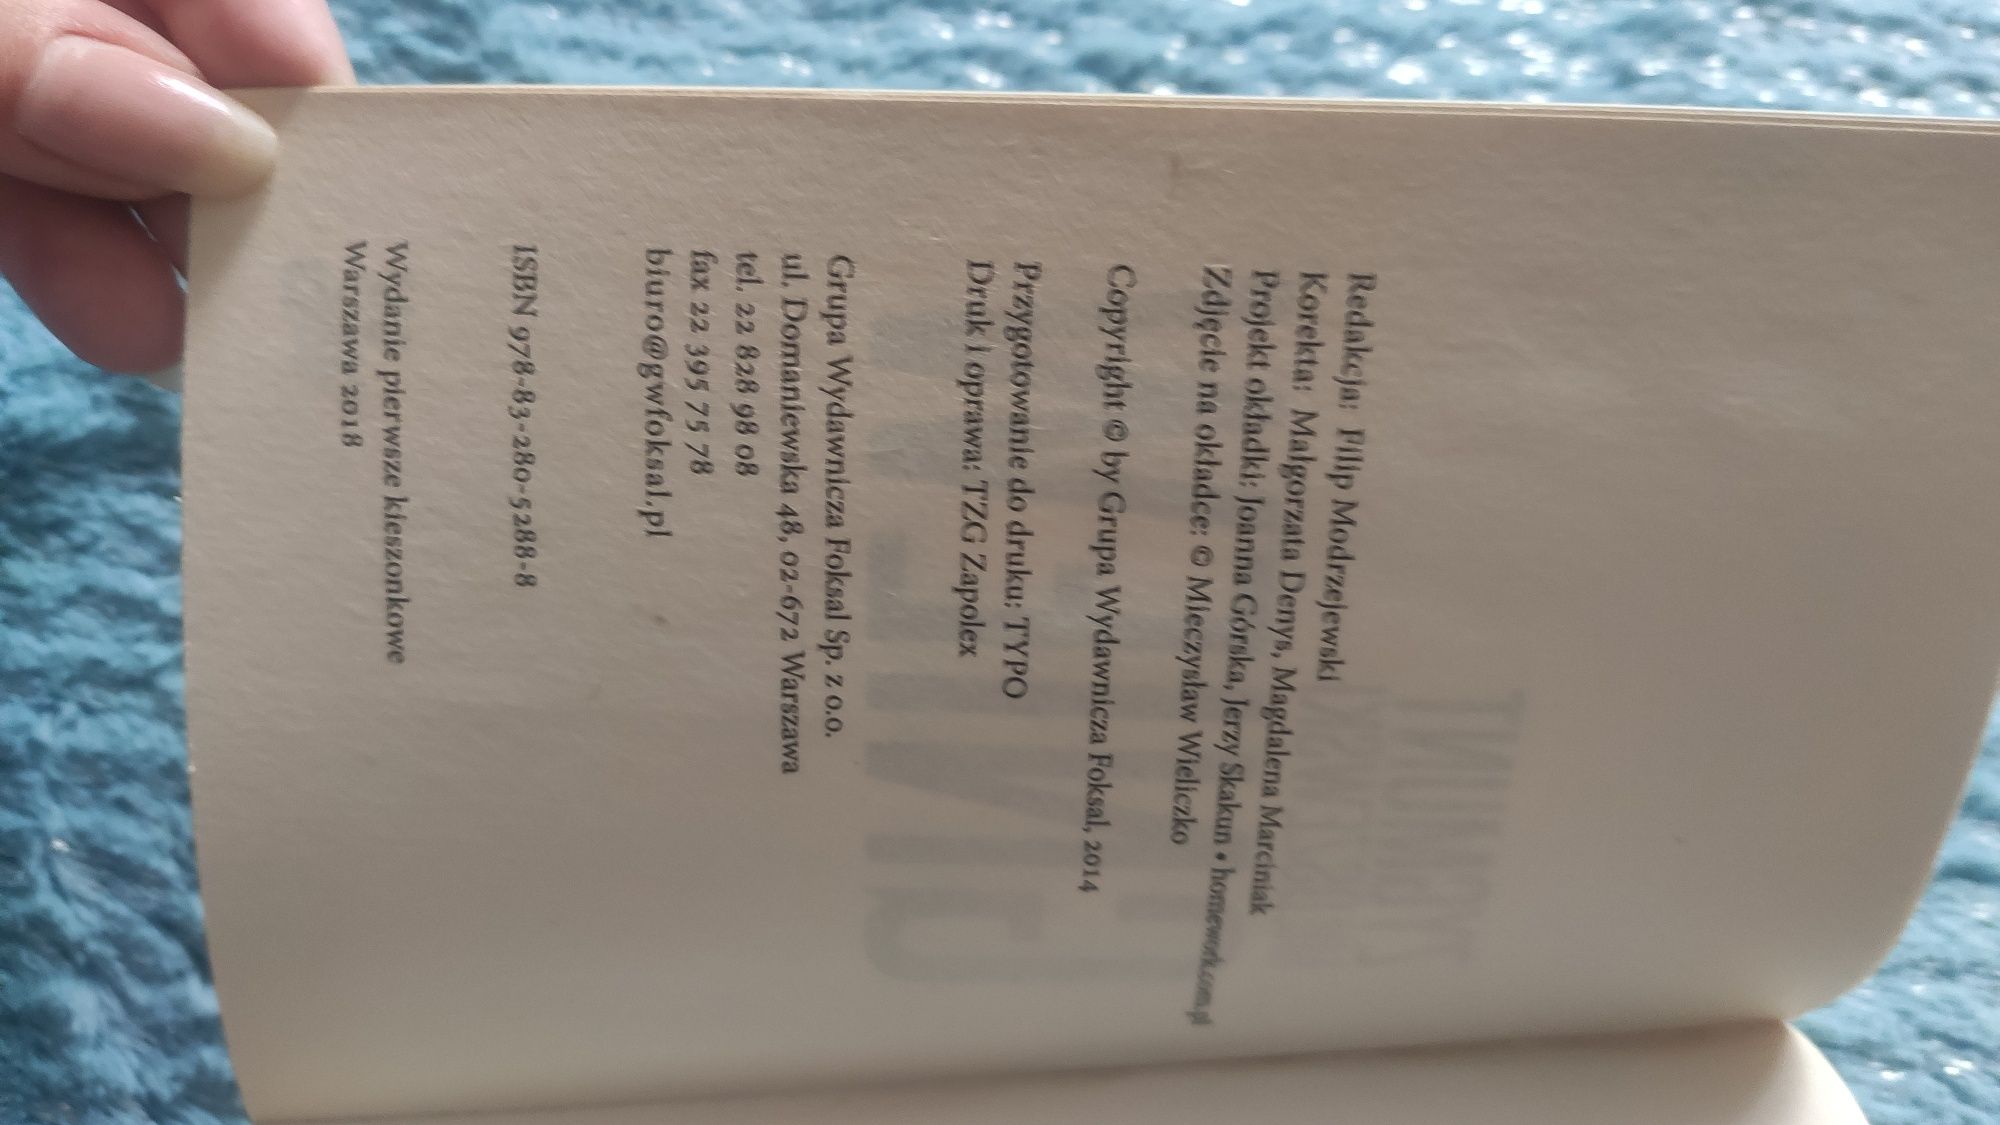 Redakcja: Filip Modrzejewski
Korekta: Małgorzata Denys, Magdalena Marciniak
Projekt okładki: Joanna Górska, Jerzy Skakun • homework.com.pl
Zdjęcie na okładce: © Mieczysław Wieliczko
Copyright © by Grupa Wydawnicza Foksal, 2014
Przygotowanie do druku: TYPO
Druk i oprawa: TZG Zapolex
Grupa Wydawnicza Foksal Sp. z o.o.
ul. Domaniewska 48, 02-672 Warszawa
tel. 22 828 98 08
fax 22 395 75 78
biuro@gwfoksal.pl
ISBN 978-83-280-5288-8
Wydanie pierwsze kieszonkowe
Warszawa 2018